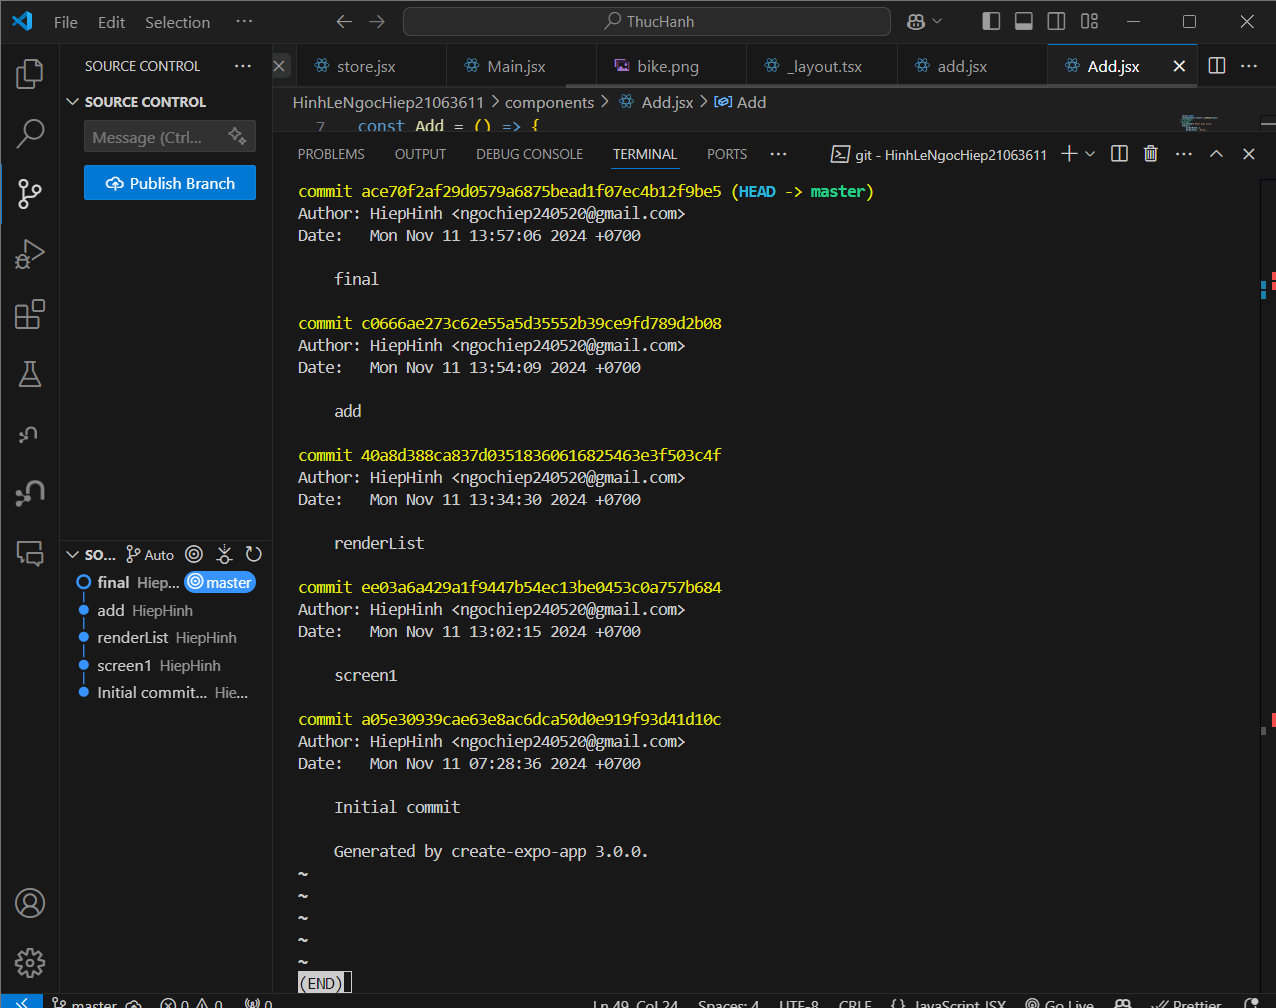 File Edit Selection ··· ThucHanh
SOURCE CONTROL ···
store.jsx Main.jsx bike.png _layout.tsx add.jsx Add.jsx ···
SOURCE CONTROL
Message (Ctrl...
Publish Branch
HinhLeNgocHiep21063611 > components > Add.jsx > Add
7 const Add = () => {
PROBLEMS OUTPUT DEBUG CONSOLE TERMINAL PORTS ··· git - HinhLeNgocHiep21063611 ···
commit ace70f2af29d0579a6875bead1f07ec4b12f9be5 (HEAD -> master)
Author: HiepHinh <ngochiep240520@gmail.com>
Date:   Mon Nov 11 13:57:06 2024 +0700
final
commit c0666ae273c62e55a5d35552b39ce9fd789d2b08
Author: HiepHinh <ngochiep240520@gmail.com>
Date:   Mon Nov 11 13:54:09 2024 +0700
add
commit 40a8d388ca837d03518360616825463e3f503c4f
Author: HiepHinh <ngochiep240520@gmail.com>
Date:   Mon Nov 11 13:34:30 2024 +0700
renderList
commit ee03a6a429a1f9447b54ec13be0453c0a757b684
Author: HiepHinh <ngochiep240520@gmail.com>
Date:   Mon Nov 11 13:02:15 2024 +0700
screen1
commit a05e30939cae63e8ac6dca50d0e919f93d41d10c
Author: HiepHinh <ngochiep240520@gmail.com>
Date:   Mon Nov 11 07:28:36 2024 +0700
Initial commit
Generated by create-expo-app 3.0.0.
~
~
~
~
~
(END)
SO... Auto
final Hiep... master
add HiepHinh
renderList HiepHinh
screen1 HiepHinh
Initial commit... Hie...
master 0 0 0 Ln 49, Col 24 Spaces: 4 UTF-8 CRLF {} JavaScript JSX Go Live Prettier